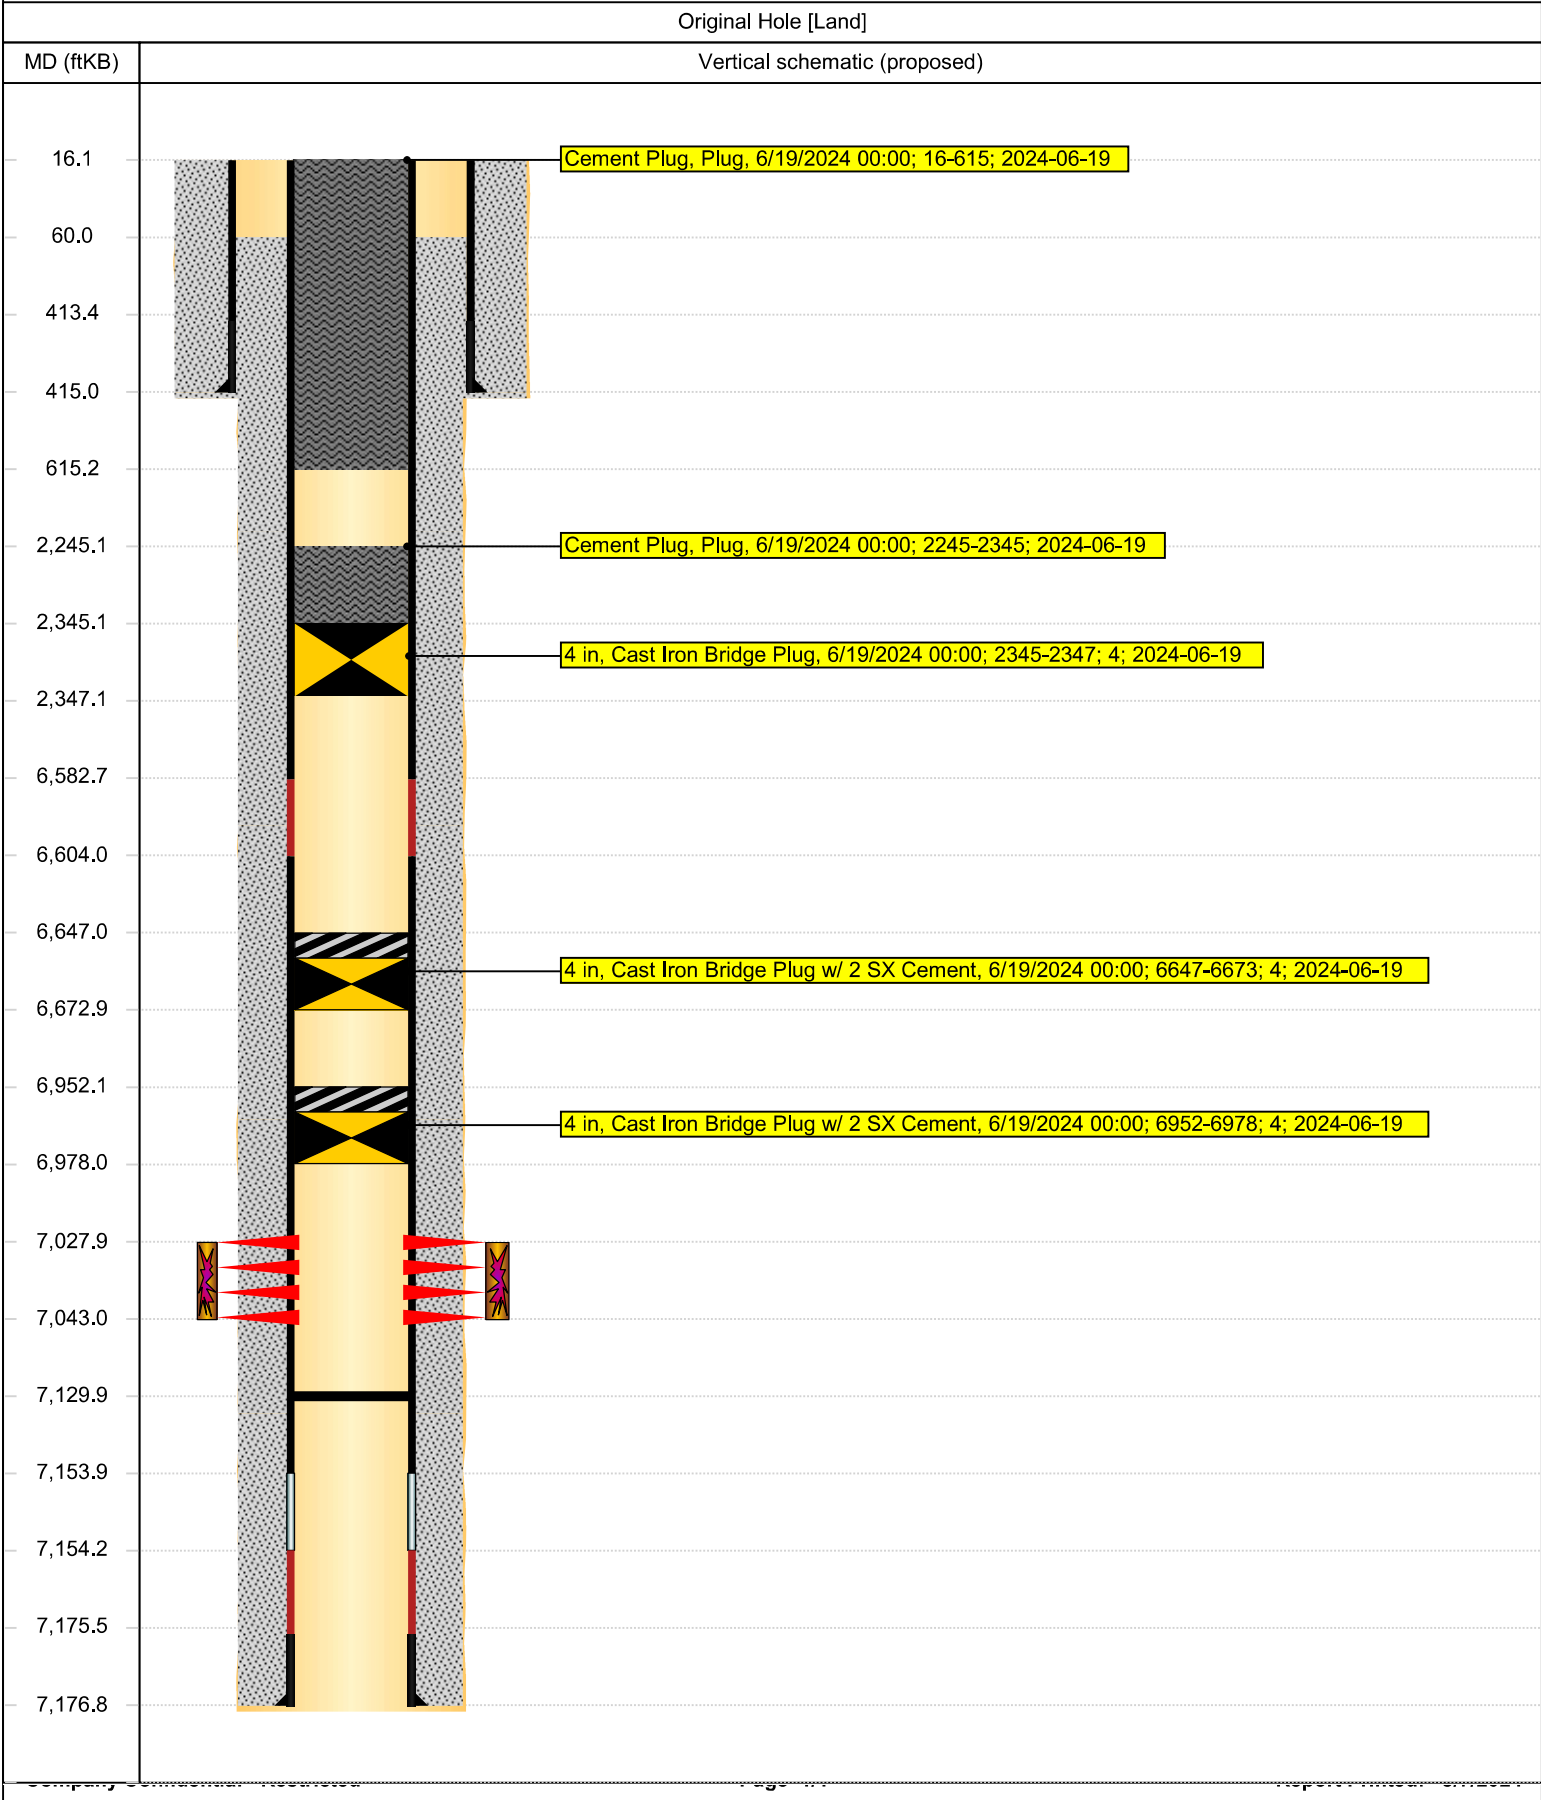 Original Hole [Land]
MD (ftKB)
Vertical schematic (proposed)
16.1
Cement Plug, Plug, 6/19/2024 00:00; 16-615; 2024-06-19
60.0
413.4
415.0
615.2
2,245.1
Cement Plug, Plug, 6/19/2024 00:00; 2245-2345; 2024-06-19
2,345.1
4 in, Cast Iron Bridge Plug, 6/19/2024 00:00; 2345-2347; 4; 2024-06-19
2,347.1
6,582.7
6,604.0
6,647.0
4 in, Cast Iron Bridge Plug w/ 2 SX Cement, 6/19/2024 00:00; 6647-6673; 4; 2024-06-19
6,672.9
6,952.1
4 in, Cast Iron Bridge Plug w/ 2 SX Cement, 6/19/2024 00:00; 6952-6978; 4; 2024-06-19
6,978.0
7,027.9
7,043.0
7,129.9
7,153.9
7,154.2
7,175.5
7,176.8